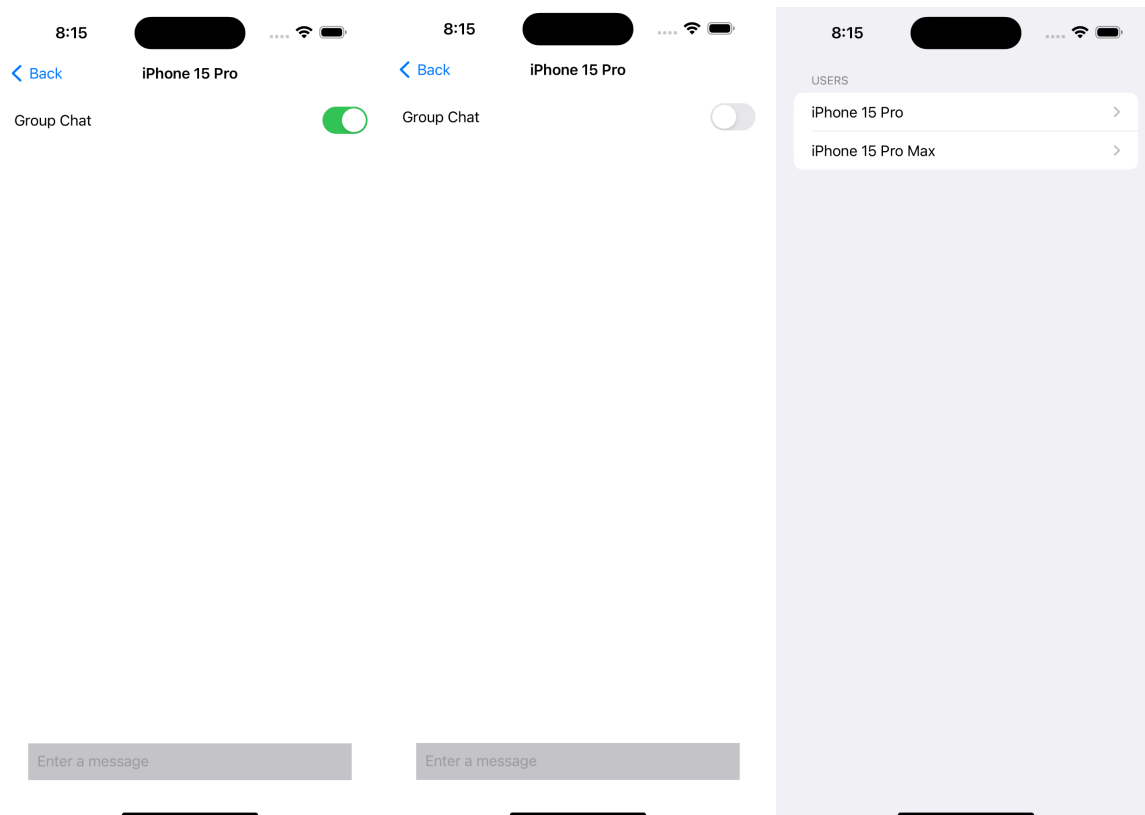 8:15
Back
iPhone 15 Pro
Group Chat
Enter a message
8:15
Back
iPhone 15 Pro
Group Chat
Enter a message
8:15
USERS
iPhone 15 Pro
iPhone 15 Pro Max